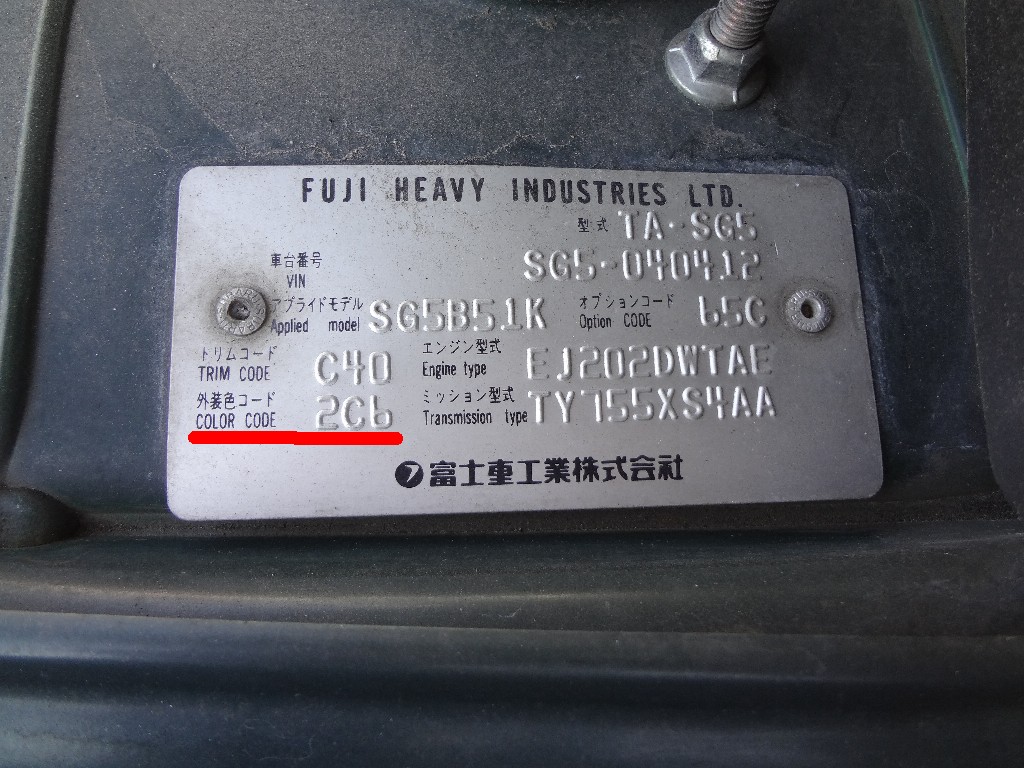 FUJI HEAVY INDUSTRIES LTD.
型式 TA-SG5
車台番号
VIN SG5-040412
アプライドモデル
Applied model SG5B51K
オプションコード
Option CODE 65C
トリムコード
TRIM CODE C40
エンジン型式
Engine type EJ202DWTAE
外装色コード
COLOR CODE 2C6
ミッション型式
Transmission type TY755XS4AA
富士重工業株式会社